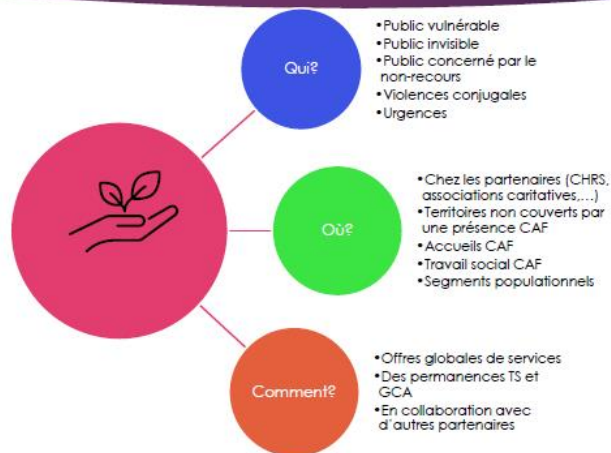 Qui?
•Public vulnérable
•Public invisible
•Public concerné par le
non-recours
•Violences conjugales
•Urgences
Où?
•Chez les partenaires (CHRS,
associations caritatives,...)
•Territoires non couverts par
une présence CAF
•Accueils CAF
•Travail social CAF
•Segments populationnels
Comment?
•Offres globales de services
•Des permanences TS et
GCA
•En collaboration avec
d'autres partenaires